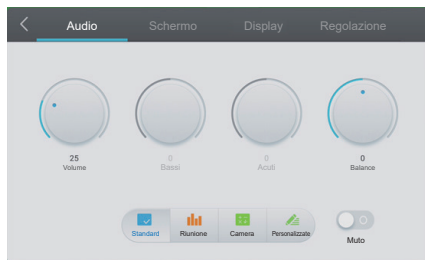 Audio Schermo Display Regolazione
25 0 0 0
Volume Bassi Acuti Balance
Standard Riunione Camera Personalizzate
Muto